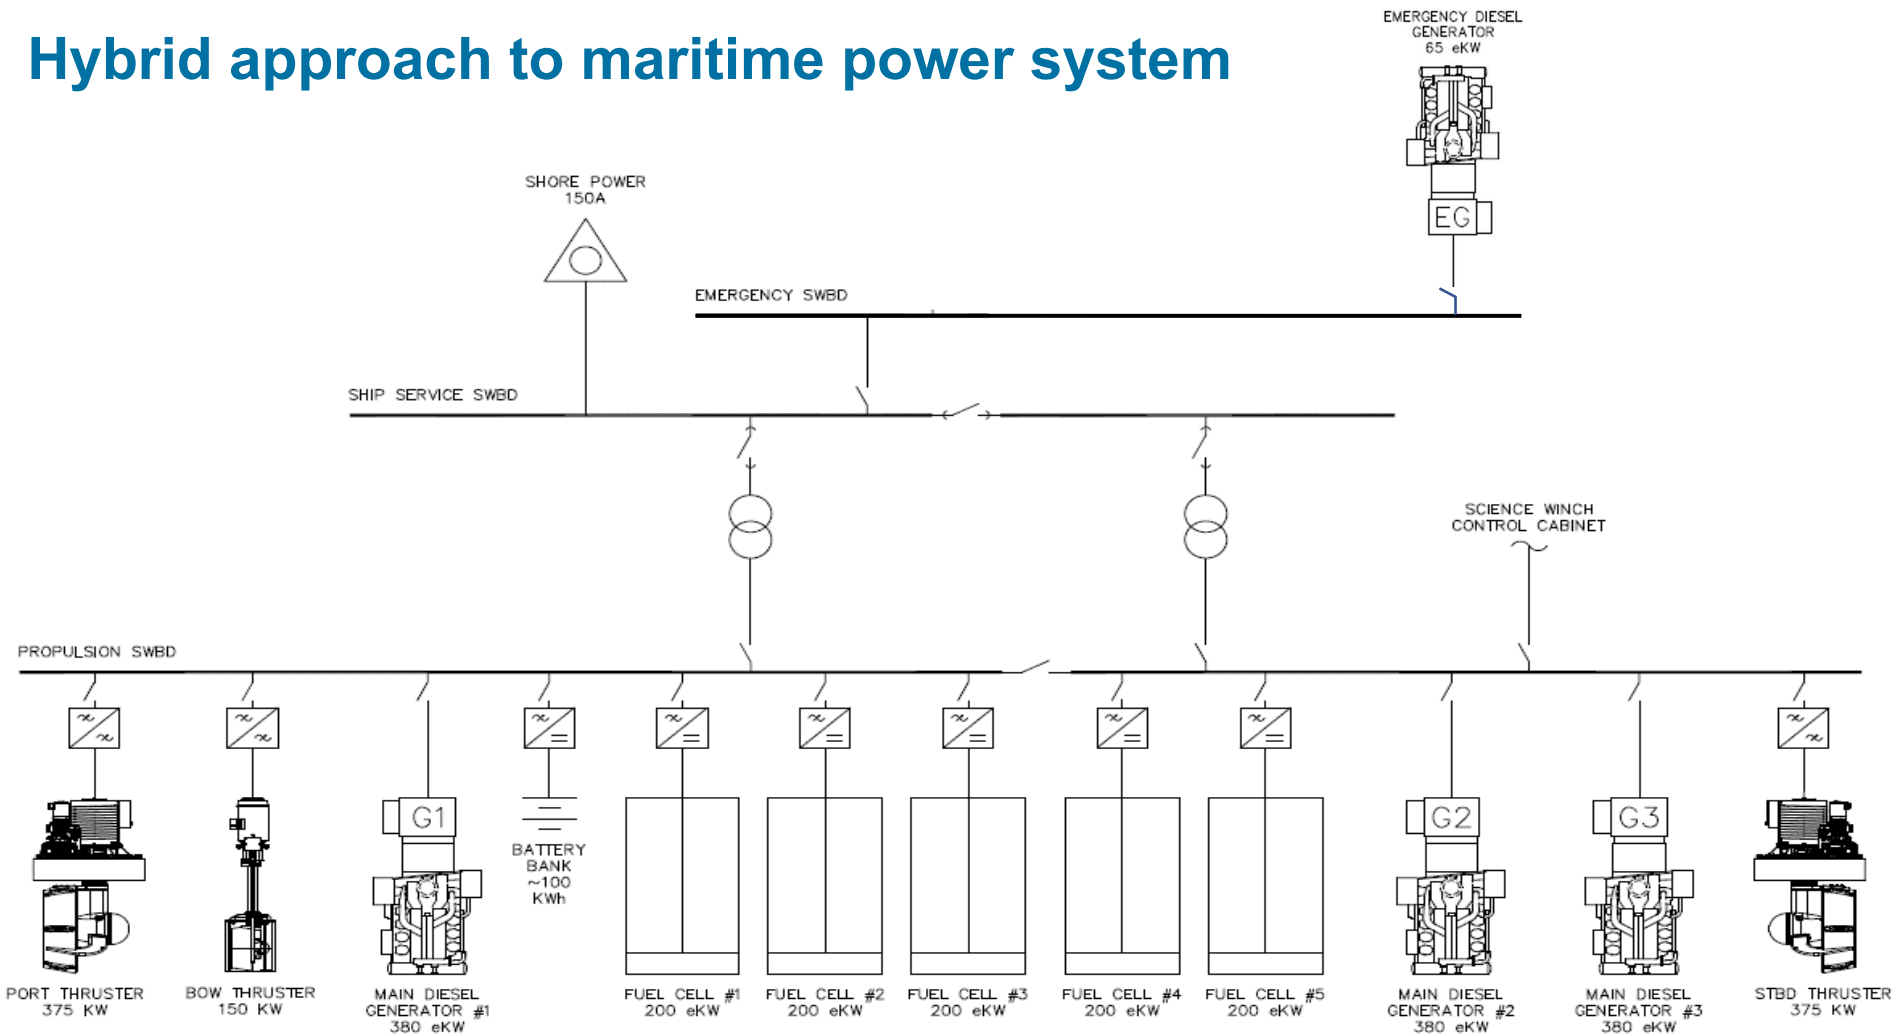 Hybrid approach to maritime power system
EMERGENCY DIESEL
GENERATOR
65 eKW
EG
SHORE POWER
150A
EMERGENCY SWBD
SHIP SERVICE SWBD
SCIENCE WINCH
CONTROL CABINET
PROPULSION SWBD
G1
G2
G3
BATTERY
BANK
~100
KWh
PORT THRUSTER
375 KW
BOW THRUSTER
150 KW
MAIN DIESEL
GENERATOR #1
380 eKW
FUEL CELL #1
200 eKW
FUEL CELL #2
200 eKW
FUEL CELL #3
200 eKW
FUEL CELL #4
200 eKW
FUEL CELL #5
200 eKW
MAIN DIESEL
GENERATOR #2
380 eKW
MAIN DIESEL
GENERATOR #3
380 eKW
STBD THRUSTER
375 KW